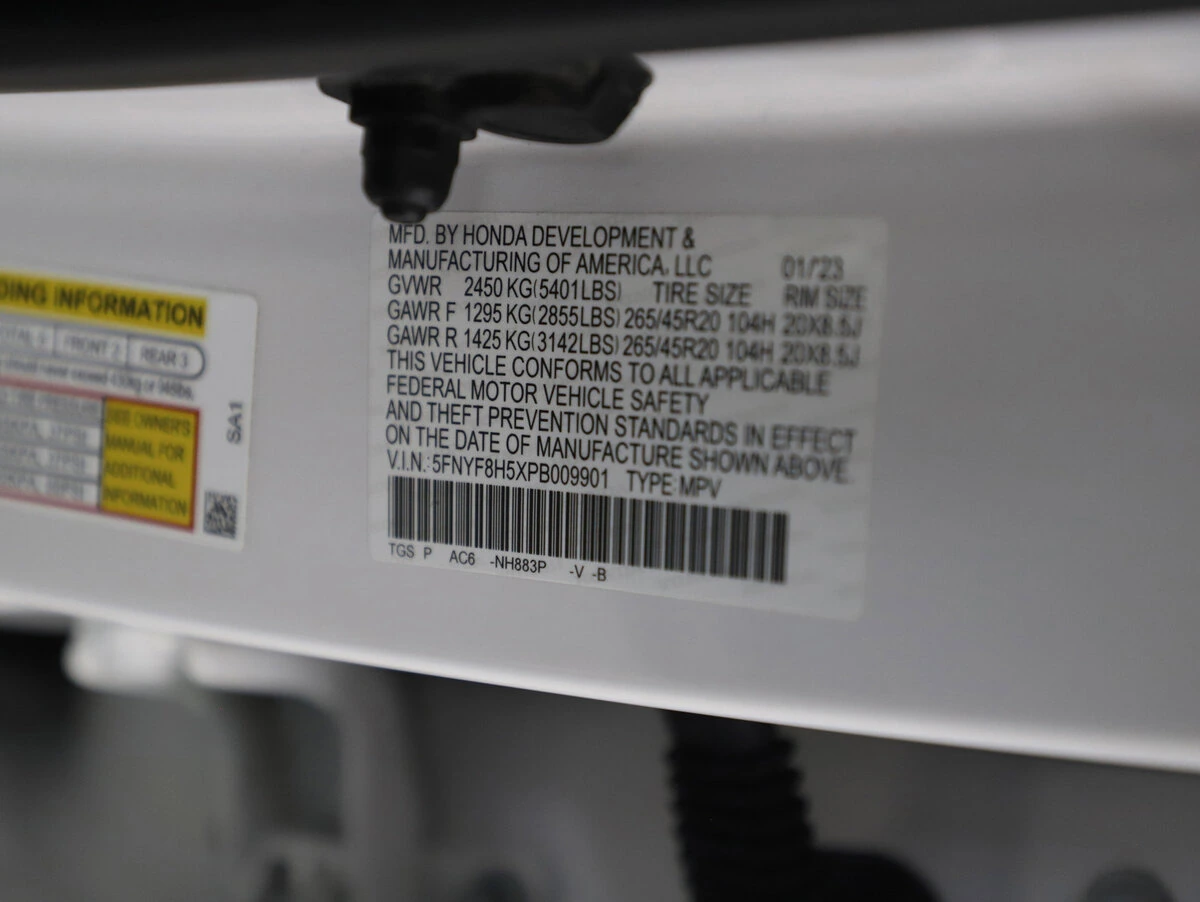 MFD. BY HONDA DEVELOPMENT &
MANUFACTURING OF AMERICA, LLC 01/'23
GVWR 2450 KG(5401LBS) TIRE SIZE RIM SIZE
GAWR F 1295 KG(2855LBS) 265/45R20 104H 20X8.5J
GAWR R 1425 KG(3142LBS) 265/45R20 104H 20X8.5J
THIS VEHICLE CONFORMS TO ALL APPLICABLE
FEDERAL MOTOR VEHICLE SAFETY
AND THEFT PREVENTION STANDARDS IN EFFECT
ON THE DATE OF MANUFACTURE SHOWN ABOVE.
V.I.N.:5FNYF8H5XPB009901 TYPE:MPV
TGS P AC6 -NH883P -V -B
DING INFORMATION
FRONT 2 REAR 3
SEE OWNER'S
MANUAL FOR
ADDITIONAL
INFORMATION
SA1